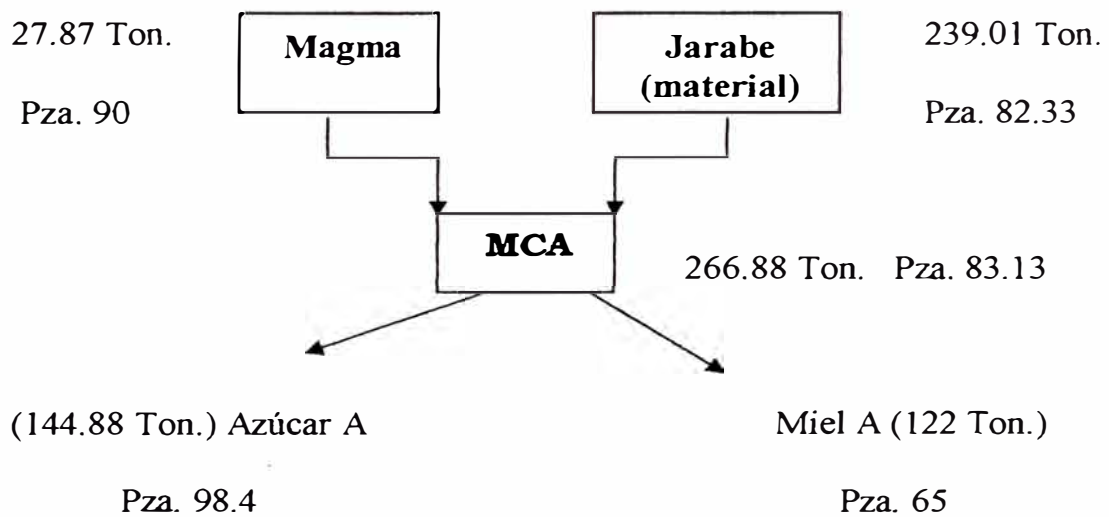 27.87 Ton.
Pza. 90
Magma
Jarabe
(material)
239.01 Ton.
Pza. 82.33
MCA
266.88 Ton. Pza. 83.13
(144.88 Ton.) Azúcar A
Pza. 98.4
Miel A (122 Ton.)
Pza. 65